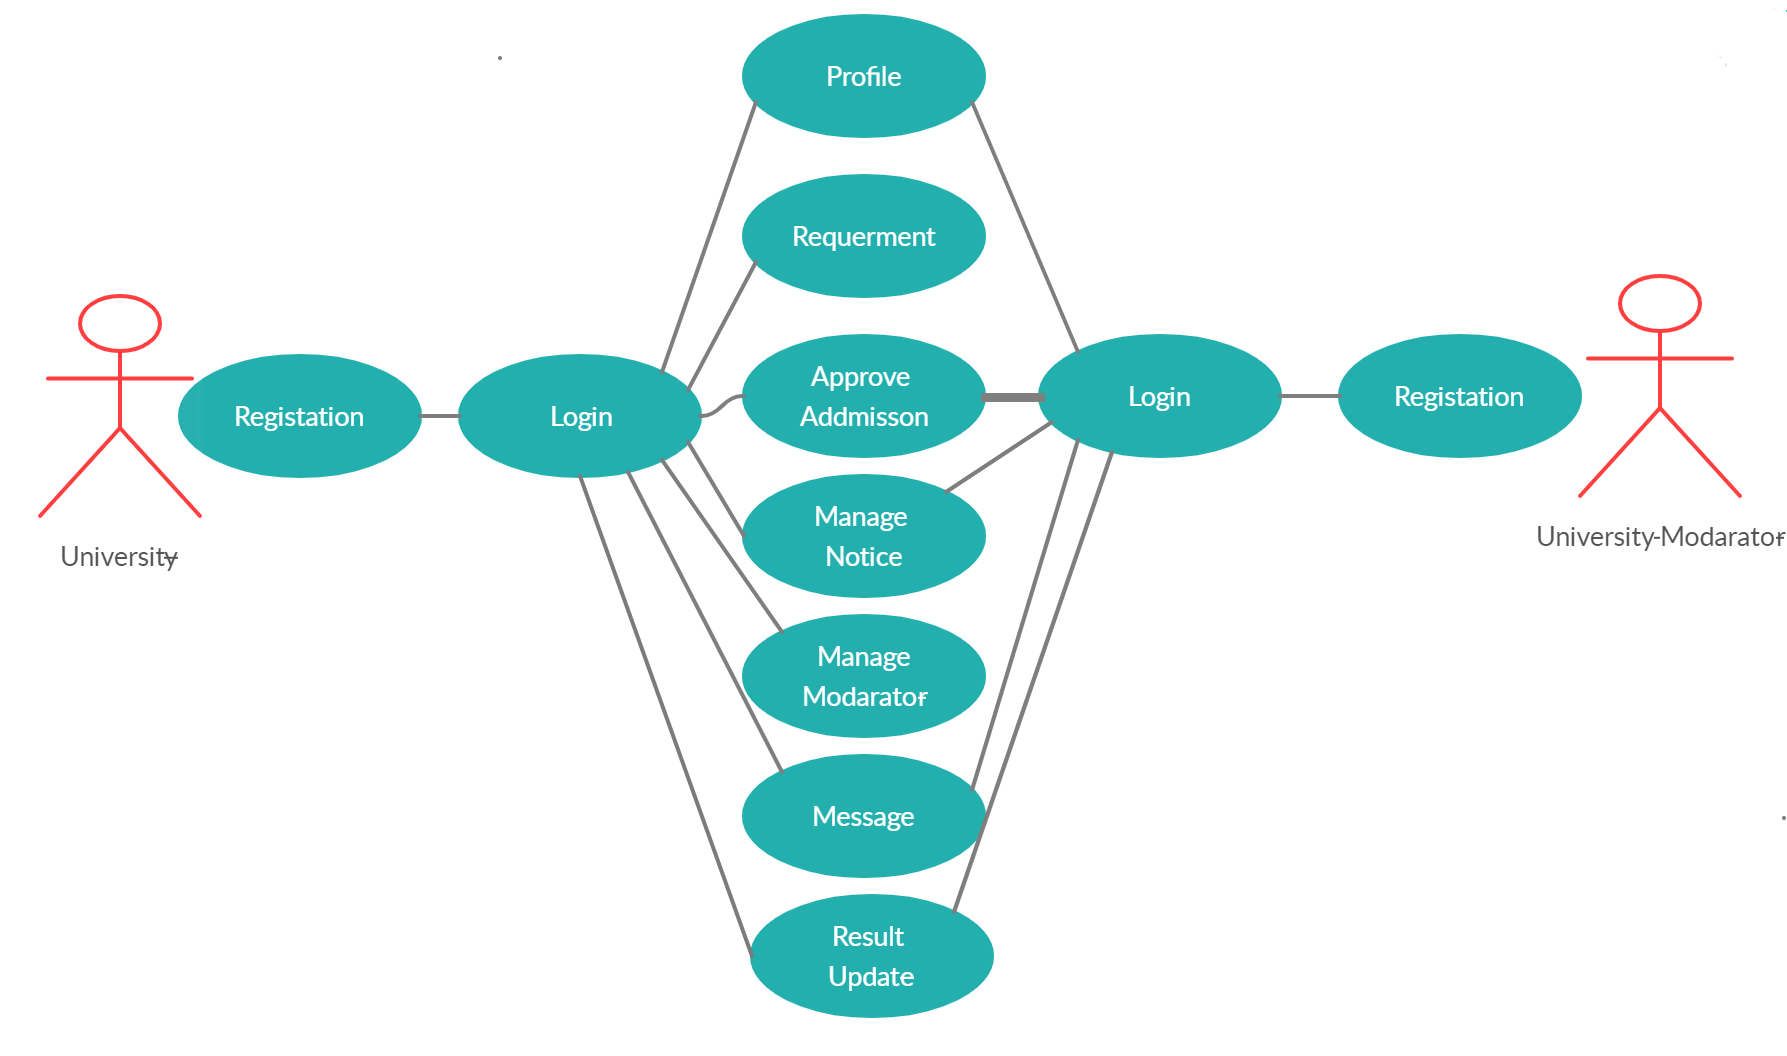 Profile
Requerment
Approve
Addmisson
Login
Registation
Registation
Login
Manage
Notice
University-Modarator
University
Manage
Modarator
Message
Result
Update